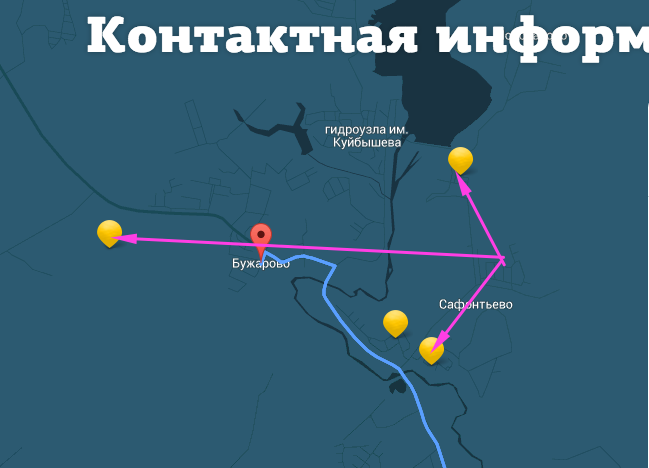 Контактная информ
гидроузла им.
Куйбышева
Бужарово
Сафонтьево